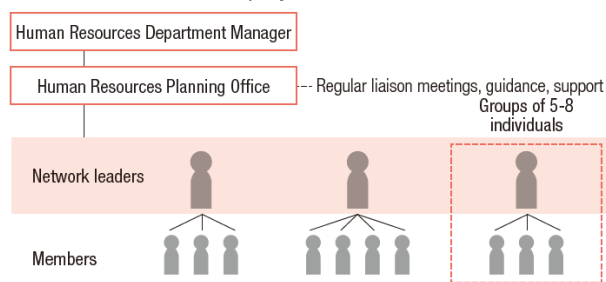 Human Resources Department Manager
Human Resources Planning Office
Regular liaison meetings, guidance, support
Groups of 5-8
individuals
Network leaders
Members